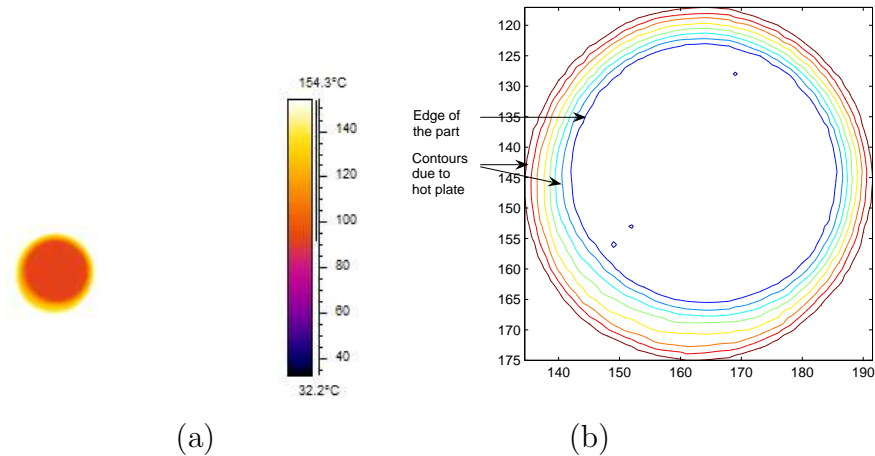 154.3°C
140
120
100
80
60
40
32.2°C
(a)
120
125
130
135
140
145
150
155
160
165
170
175
140
150
160
170
180
190
Edge of
the part
Contours
due to
hot plate
(b)